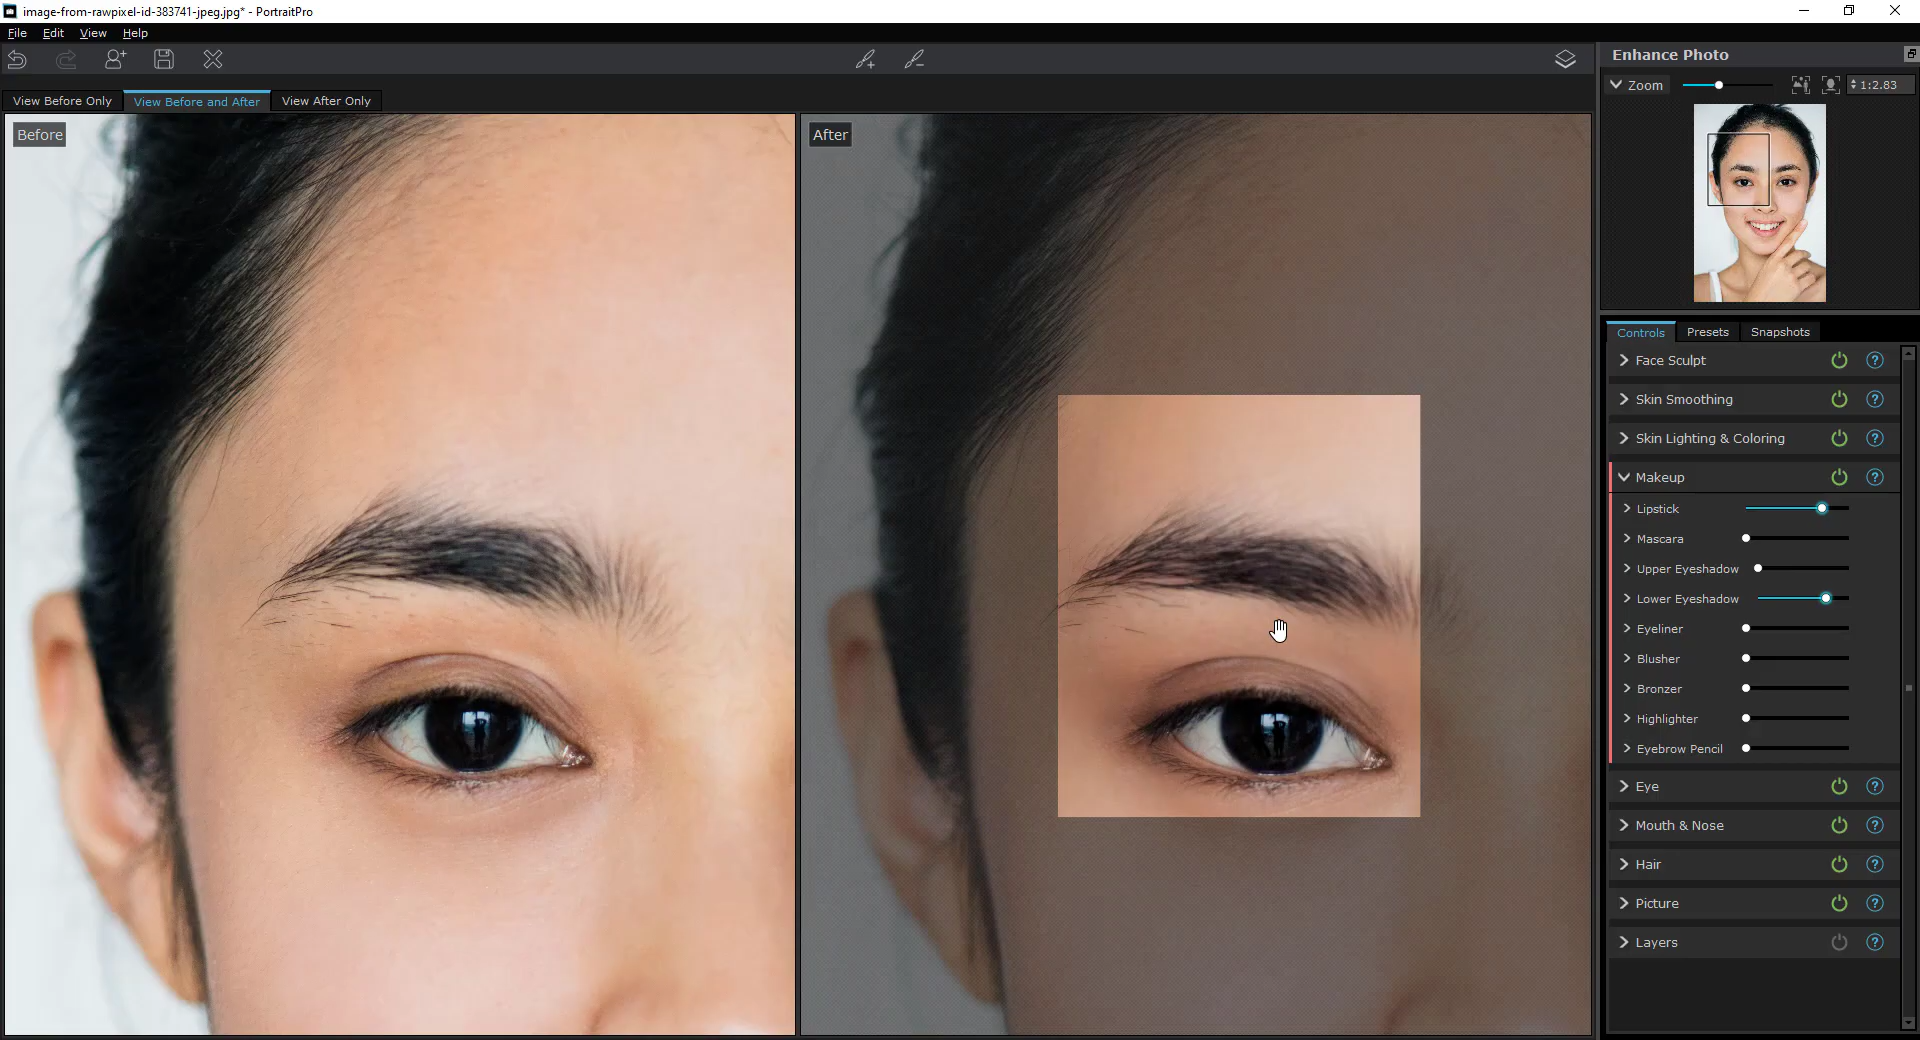 image-from-rawpixel-id-383741-jpeg.jpg* - PortraitPro
File Edit View Help
View Before Only View Before and After View After Only
Before
After
Enhance Photo
Zoom 1:2.83
Controls Presets Snapshots
Face Sculpt ?
Skin Smoothing ?
Skin Lighting & Coloring ?
Makeup ?
Lipstick
Mascara
Upper Eyeshadow
Lower Eyeshadow
Eyeliner
Blusher
Bronzer
Highlighter
Eyebrow Pencil
Eye ?
Mouth & Nose ?
Hair ?
Picture ?
Layers ?